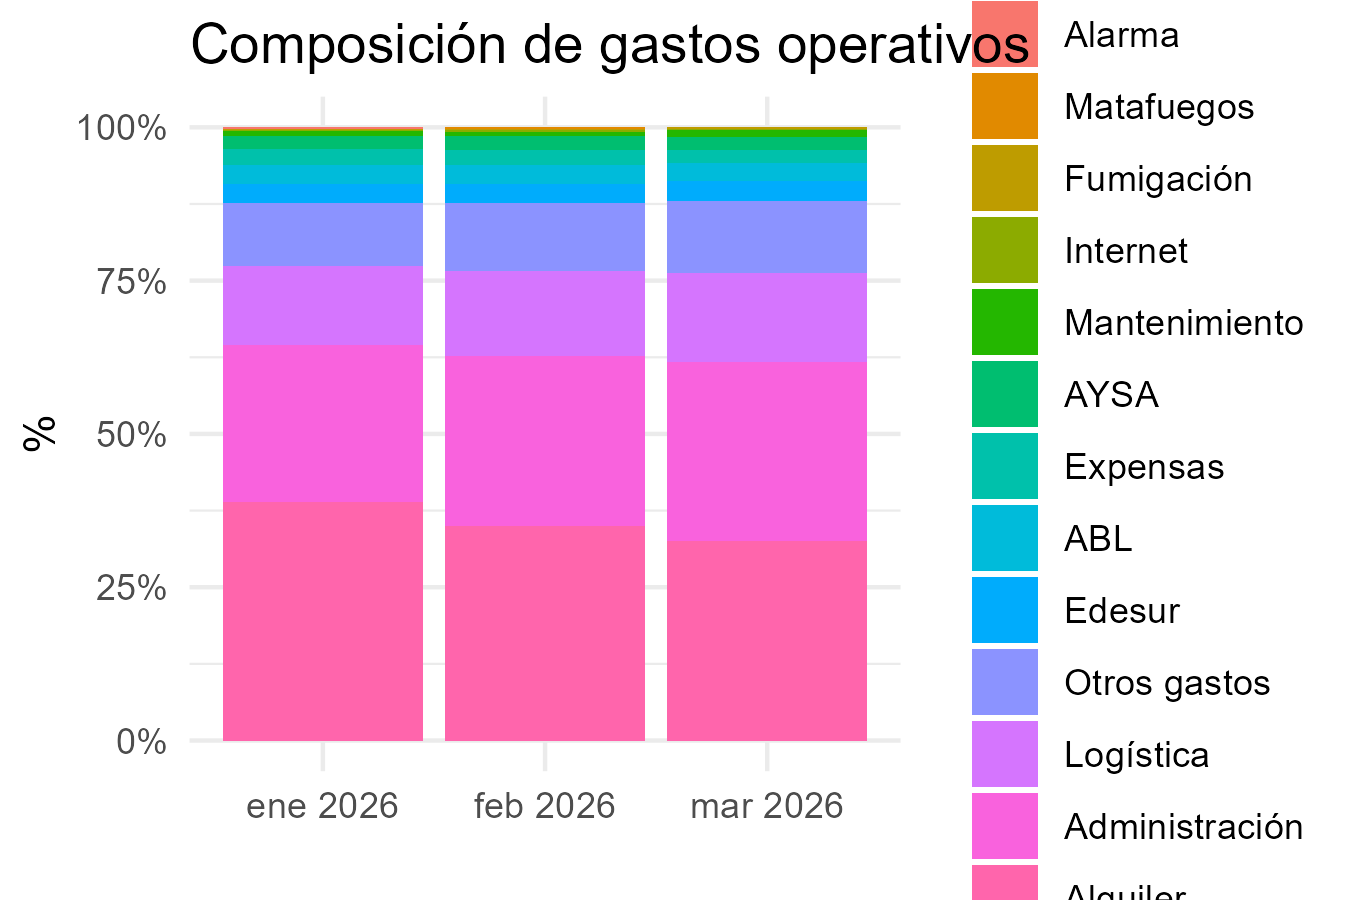 Composición de gastos operativos
%
100%
75%
50%
25%
0%
ene 2026
feb 2026
mar 2026
Alarma
Matafuegos
Fumigación
Internet
Mantenimiento
AYSA
Expensas
ABL
Edesur
Otros gastos
Logística
Administración
Alquiler